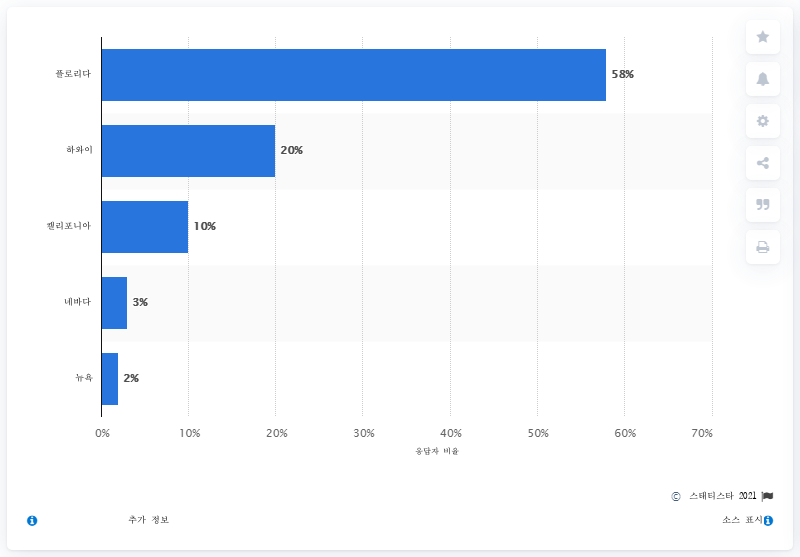 플로리다
58%
하와이
20%
캘리포니아
10%
네바다
3%
뉴욕
2%
0% 10% 20% 30% 40% 50% 60% 70%
응답자 비율
© 스태티스타 2021
추가 정보
소스 표시